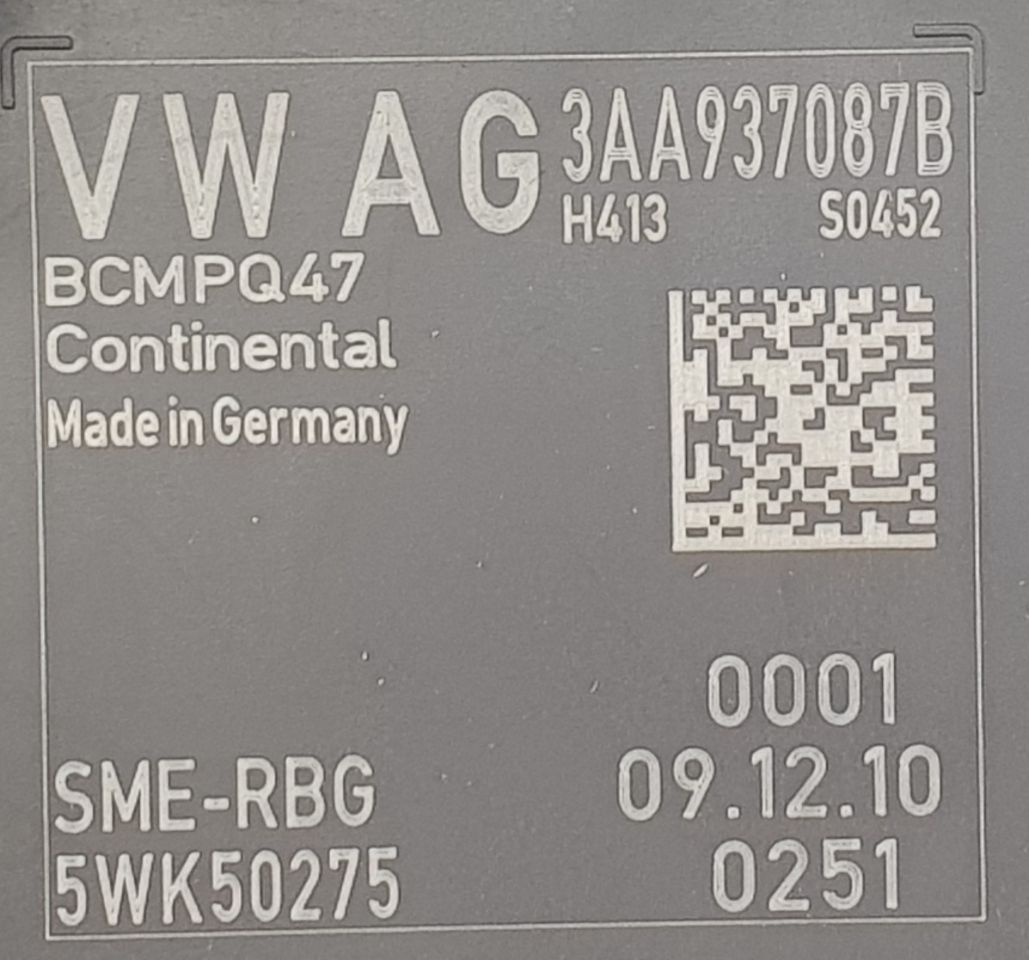 VW AG 3AA937087B
H413 S0452
BCMPQ47
Continental
Made in Germany
0001
SME-RBG 09.12.10
5WK50275 0251